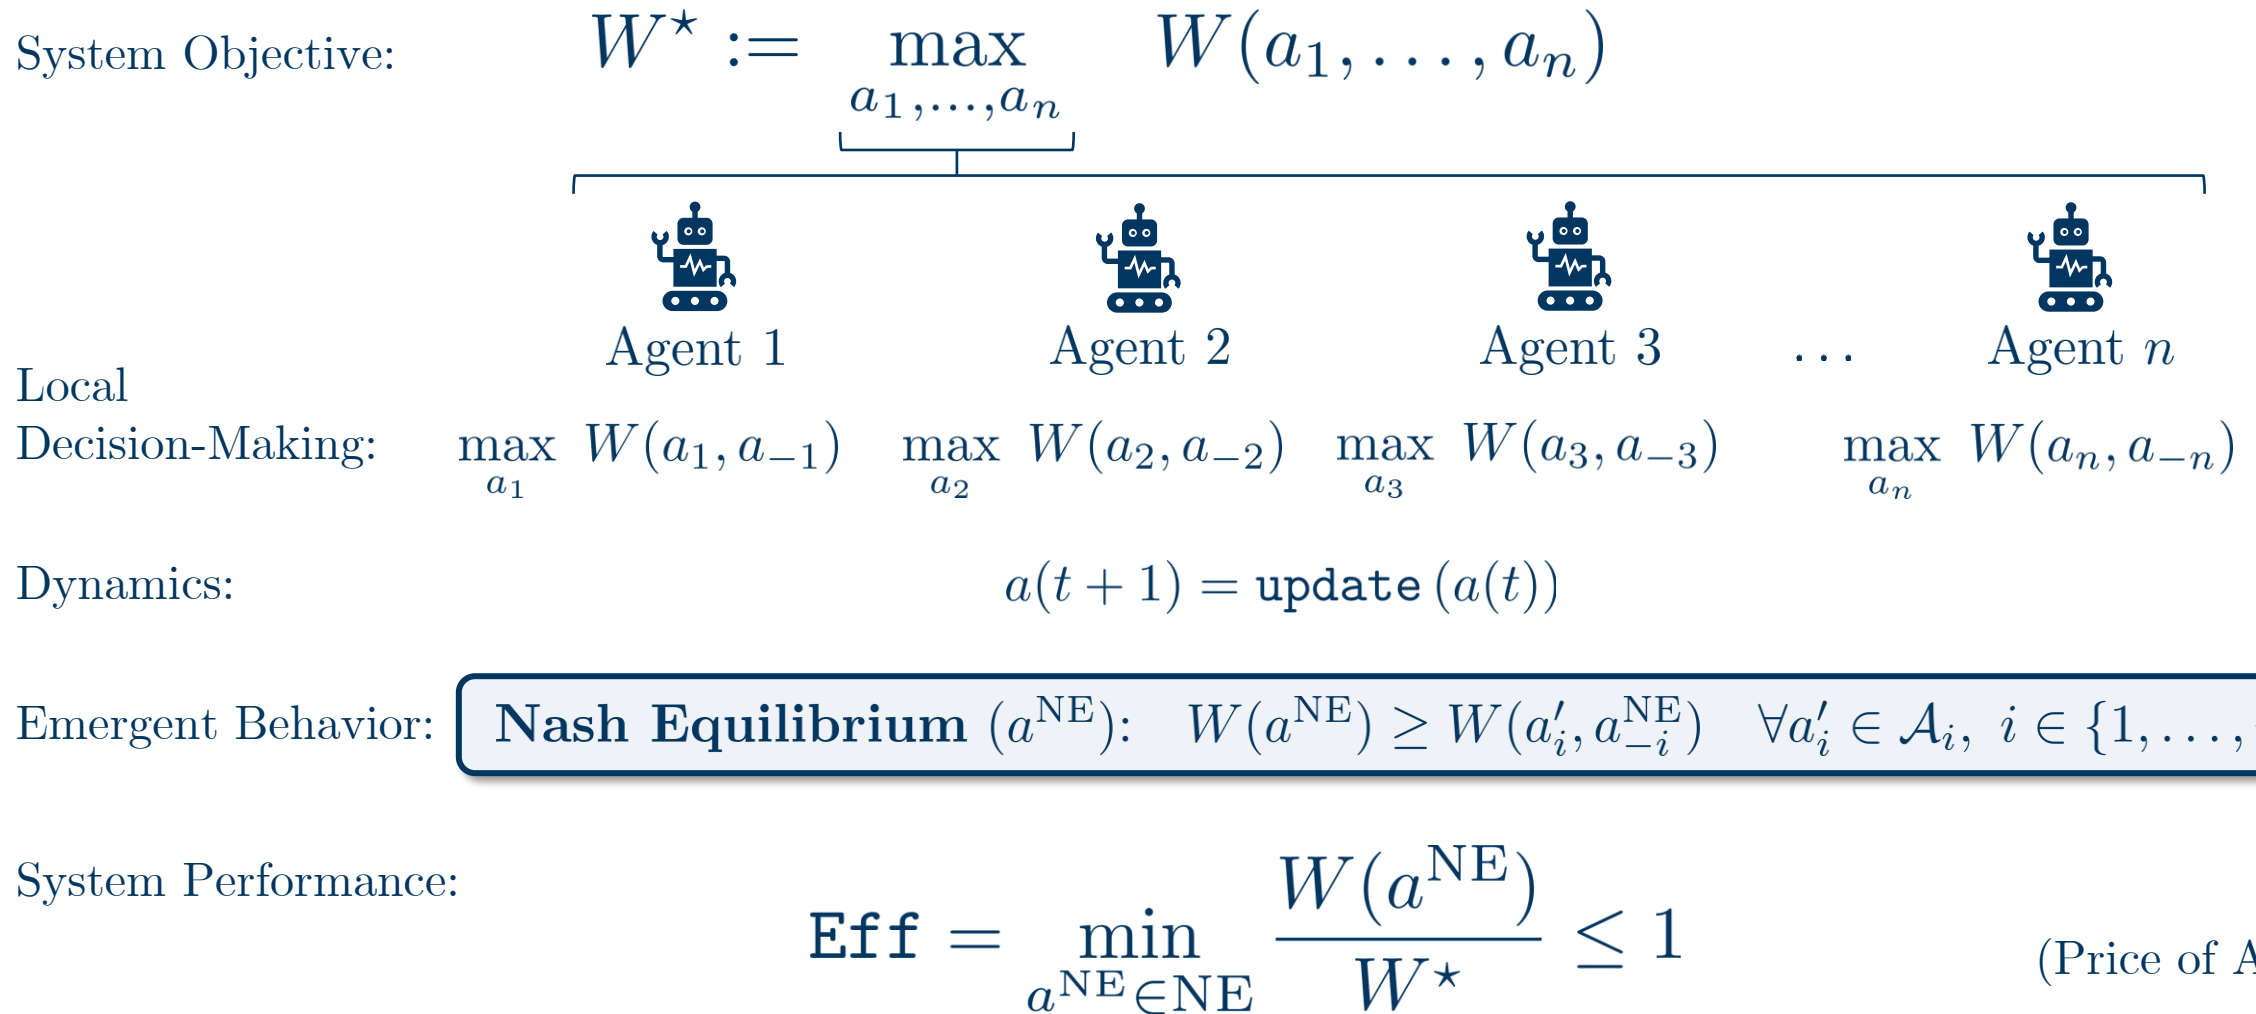 System Objective: W⋆ := max_{a_1,…,a_n} W(a_1, …, a_n)
Agent 1 Agent 2 Agent 3 … Agent n
Local
Decision-Making: max_{a_1} W(a_1, a_{−1}) max_{a_2} W(a_2, a_{−2}) max_{a_3} W(a_3, a_{−3}) max_{a_n} W(a_n, a_{−n})
Dynamics: a(t + 1) = update (a(t))
Emergent Behavior: Nash Equilibrium (a^{NE}): W(a^{NE}) ≥ W(a′_i, a^{NE}_{−i}) ∀a′_i ∈ 𝒜_i, i ∈ {1, …,
System Performance:
Eff = min_{a^{NE}∈NE} W(a^{NE}) / W⋆ ≤ 1
(Price of A